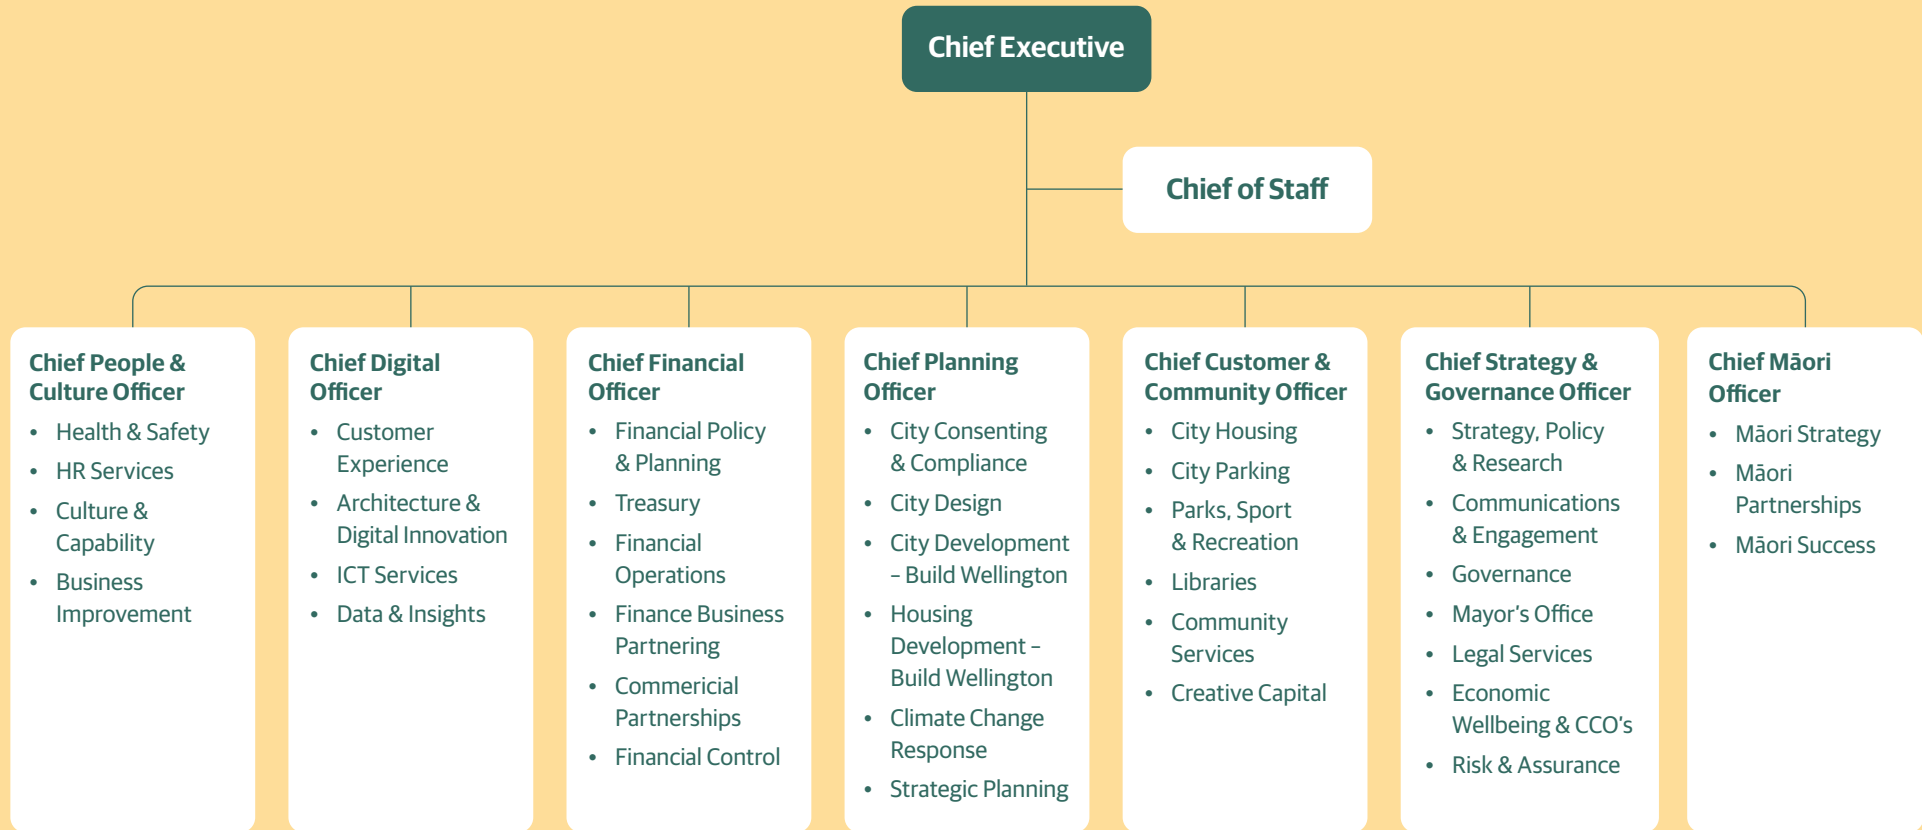 Chief Executive
Chief of Staff
Chief People &
Culture Officer
• Health & Safety
• HR Services
• Culture &
Capability
• Business
Improvement
Chief Digital
Officer
• Customer
Experience
• Architecture &
Digital Innovation
• ICT Services
• Data & Insights
Chief Financial
Officer
• Financial Policy
& Planning
• Treasury
• Financial
Operations
• Finance Business
Partnering
• Commericial
Partnerships
• Financial Control
Chief Planning
Officer
• City Consenting
& Compliance
• City Design
• City Development
– Build Wellington
• Housing
Development –
Build Wellington
• Climate Change
Response
• Strategic Planning
Chief Customer &
Community Officer
• City Housing
• City Parking
• Parks, Sport
& Recreation
• Libraries
• Community
Services
• Creative Capital
Chief Strategy &
Governance Officer
• Strategy, Policy
& Research
• Communications
& Engagement
• Governance
• Mayor's Office
• Legal Services
• Economic
Wellbeing & CCO's
• Risk & Assurance
Chief Māori
Officer
• Māori Strategy
• Māori
Partnerships
• Māori Success